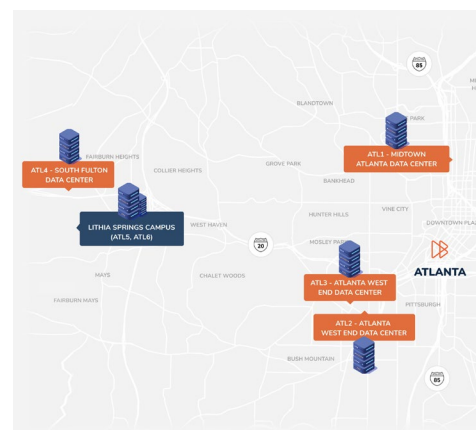 85
BLANDTOWN
PARK
ATL1 - MIDTOWN
ATLANTA DATA CENTER
FAIRBURN HEIGHTS
ATL4 - SOUTH FULTON
DATA CENTER
COLLIER HEIGHTS
GROVE PARK
BANKHEAD
LITHIA SPRINGS CAMPUS
(ATL5, ATL6)
WEST HAVEN
HUNTER HILLS
VINE CITY
DOWNTOWN PLAZ
20
MOSLEY PARK
ATLANTA
MAYS
CHALET WOODS
ATL3 - ATLANTA WEST
END DATA CENTER
FAIRBURN MAYS
PITTSBURGH
ATL2 - ATLANTA
WEST END DATA CENTER
BUSH MOUNTAIN
85